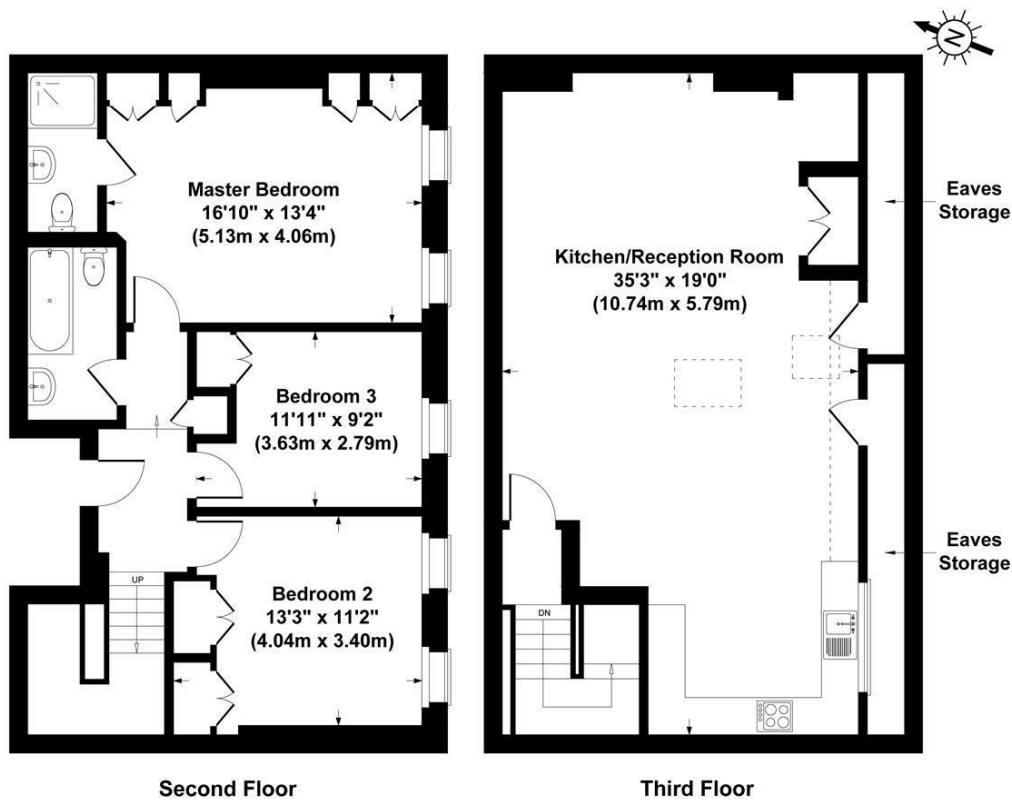 N
Master Bedroom
16'10" x 13'4"
(5.13m x 4.06m)
Bedroom 3
11'11" x 9'2"
(3.63m x 2.79m)
UP
Bedroom 2
13'3" x 11'2"
(4.04m x 3.40m)
Second Floor
Kitchen/Reception Room
35'3" x 19'0"
(10.74m x 5.79m)
Eaves
Storage
Eaves
Storage
DN
Third Floor